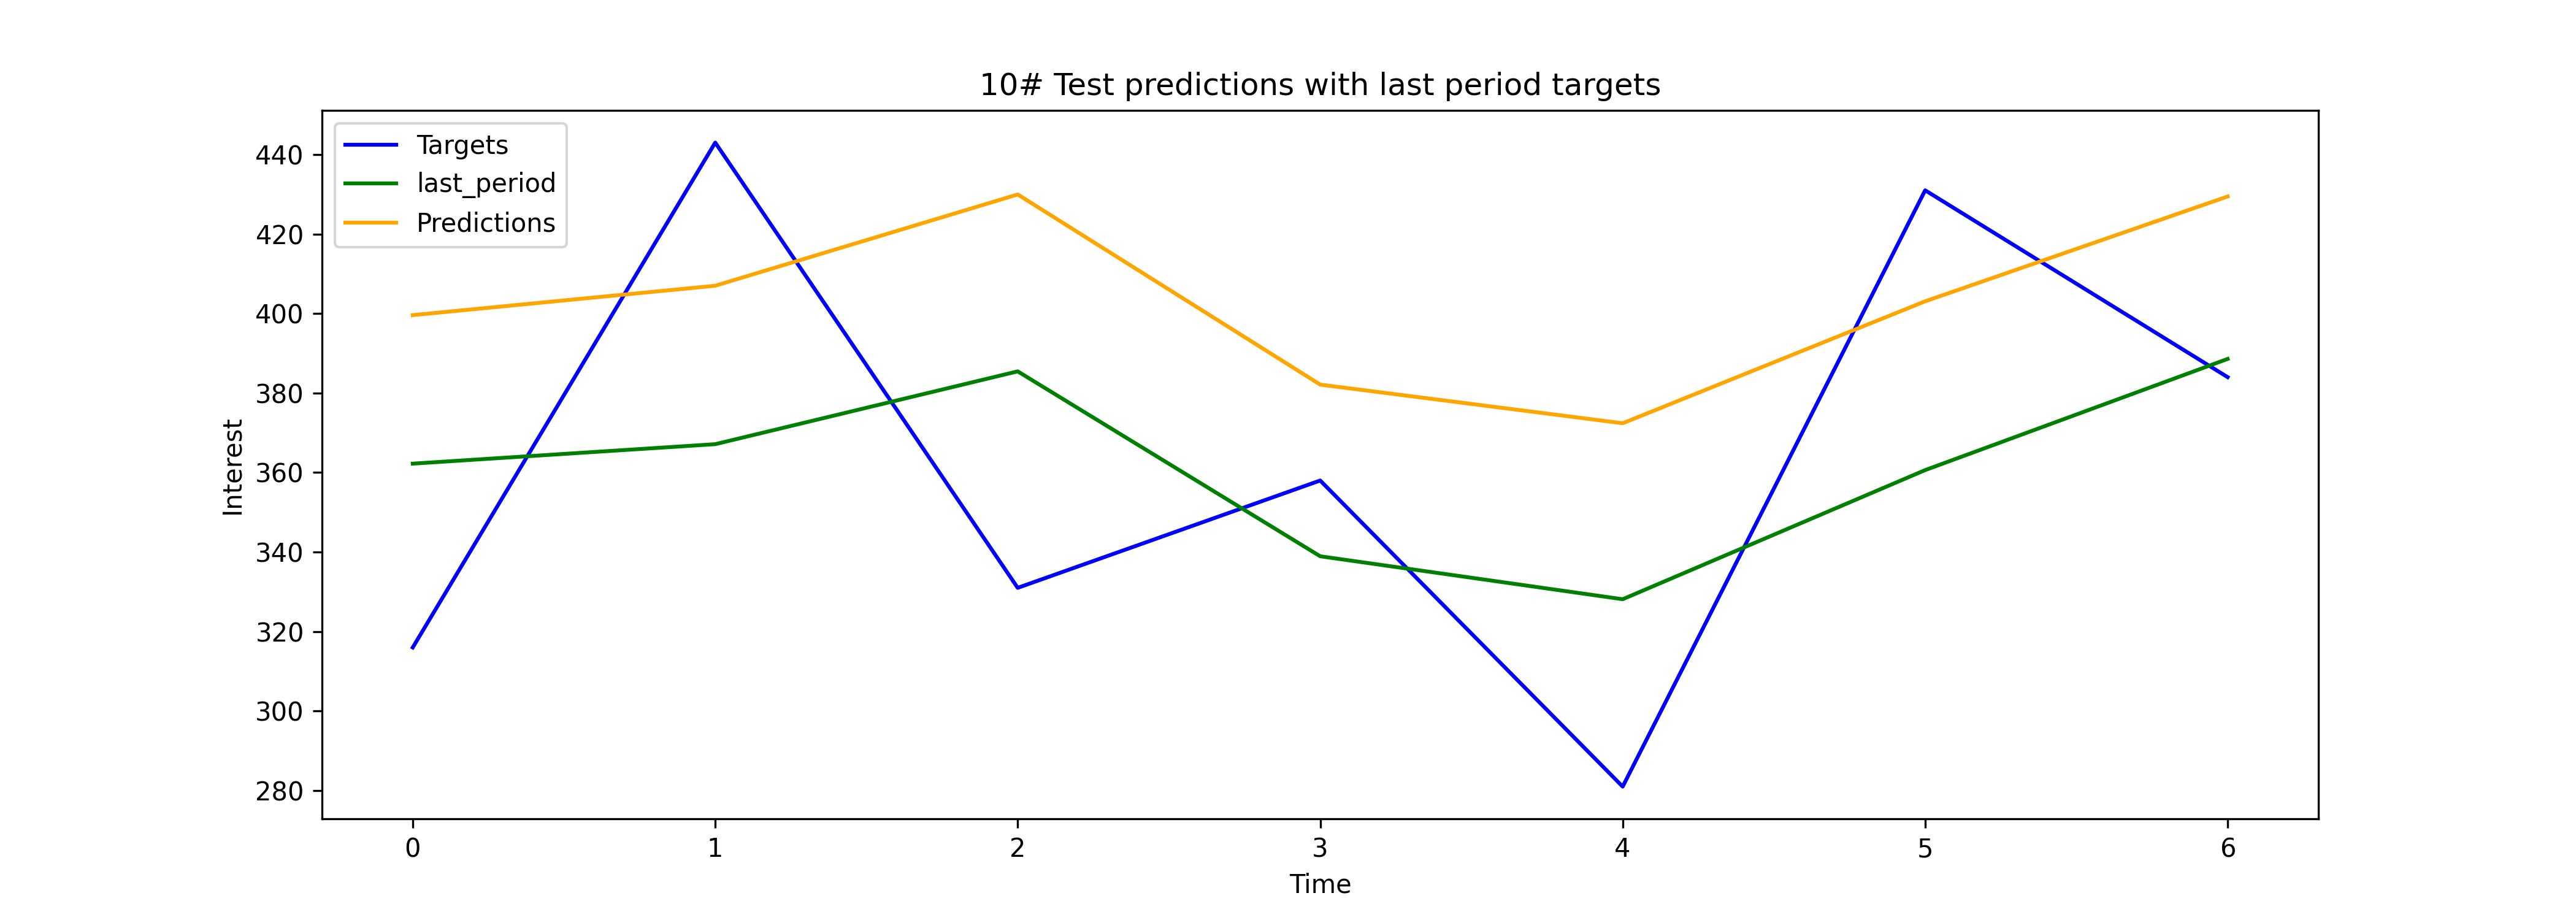 10# Test predictions with last period targets
Targets
last_period
Predictions
440
420
400
380
360
340
320
300
280
Interest
0 1 2 3 4 5 6
Time